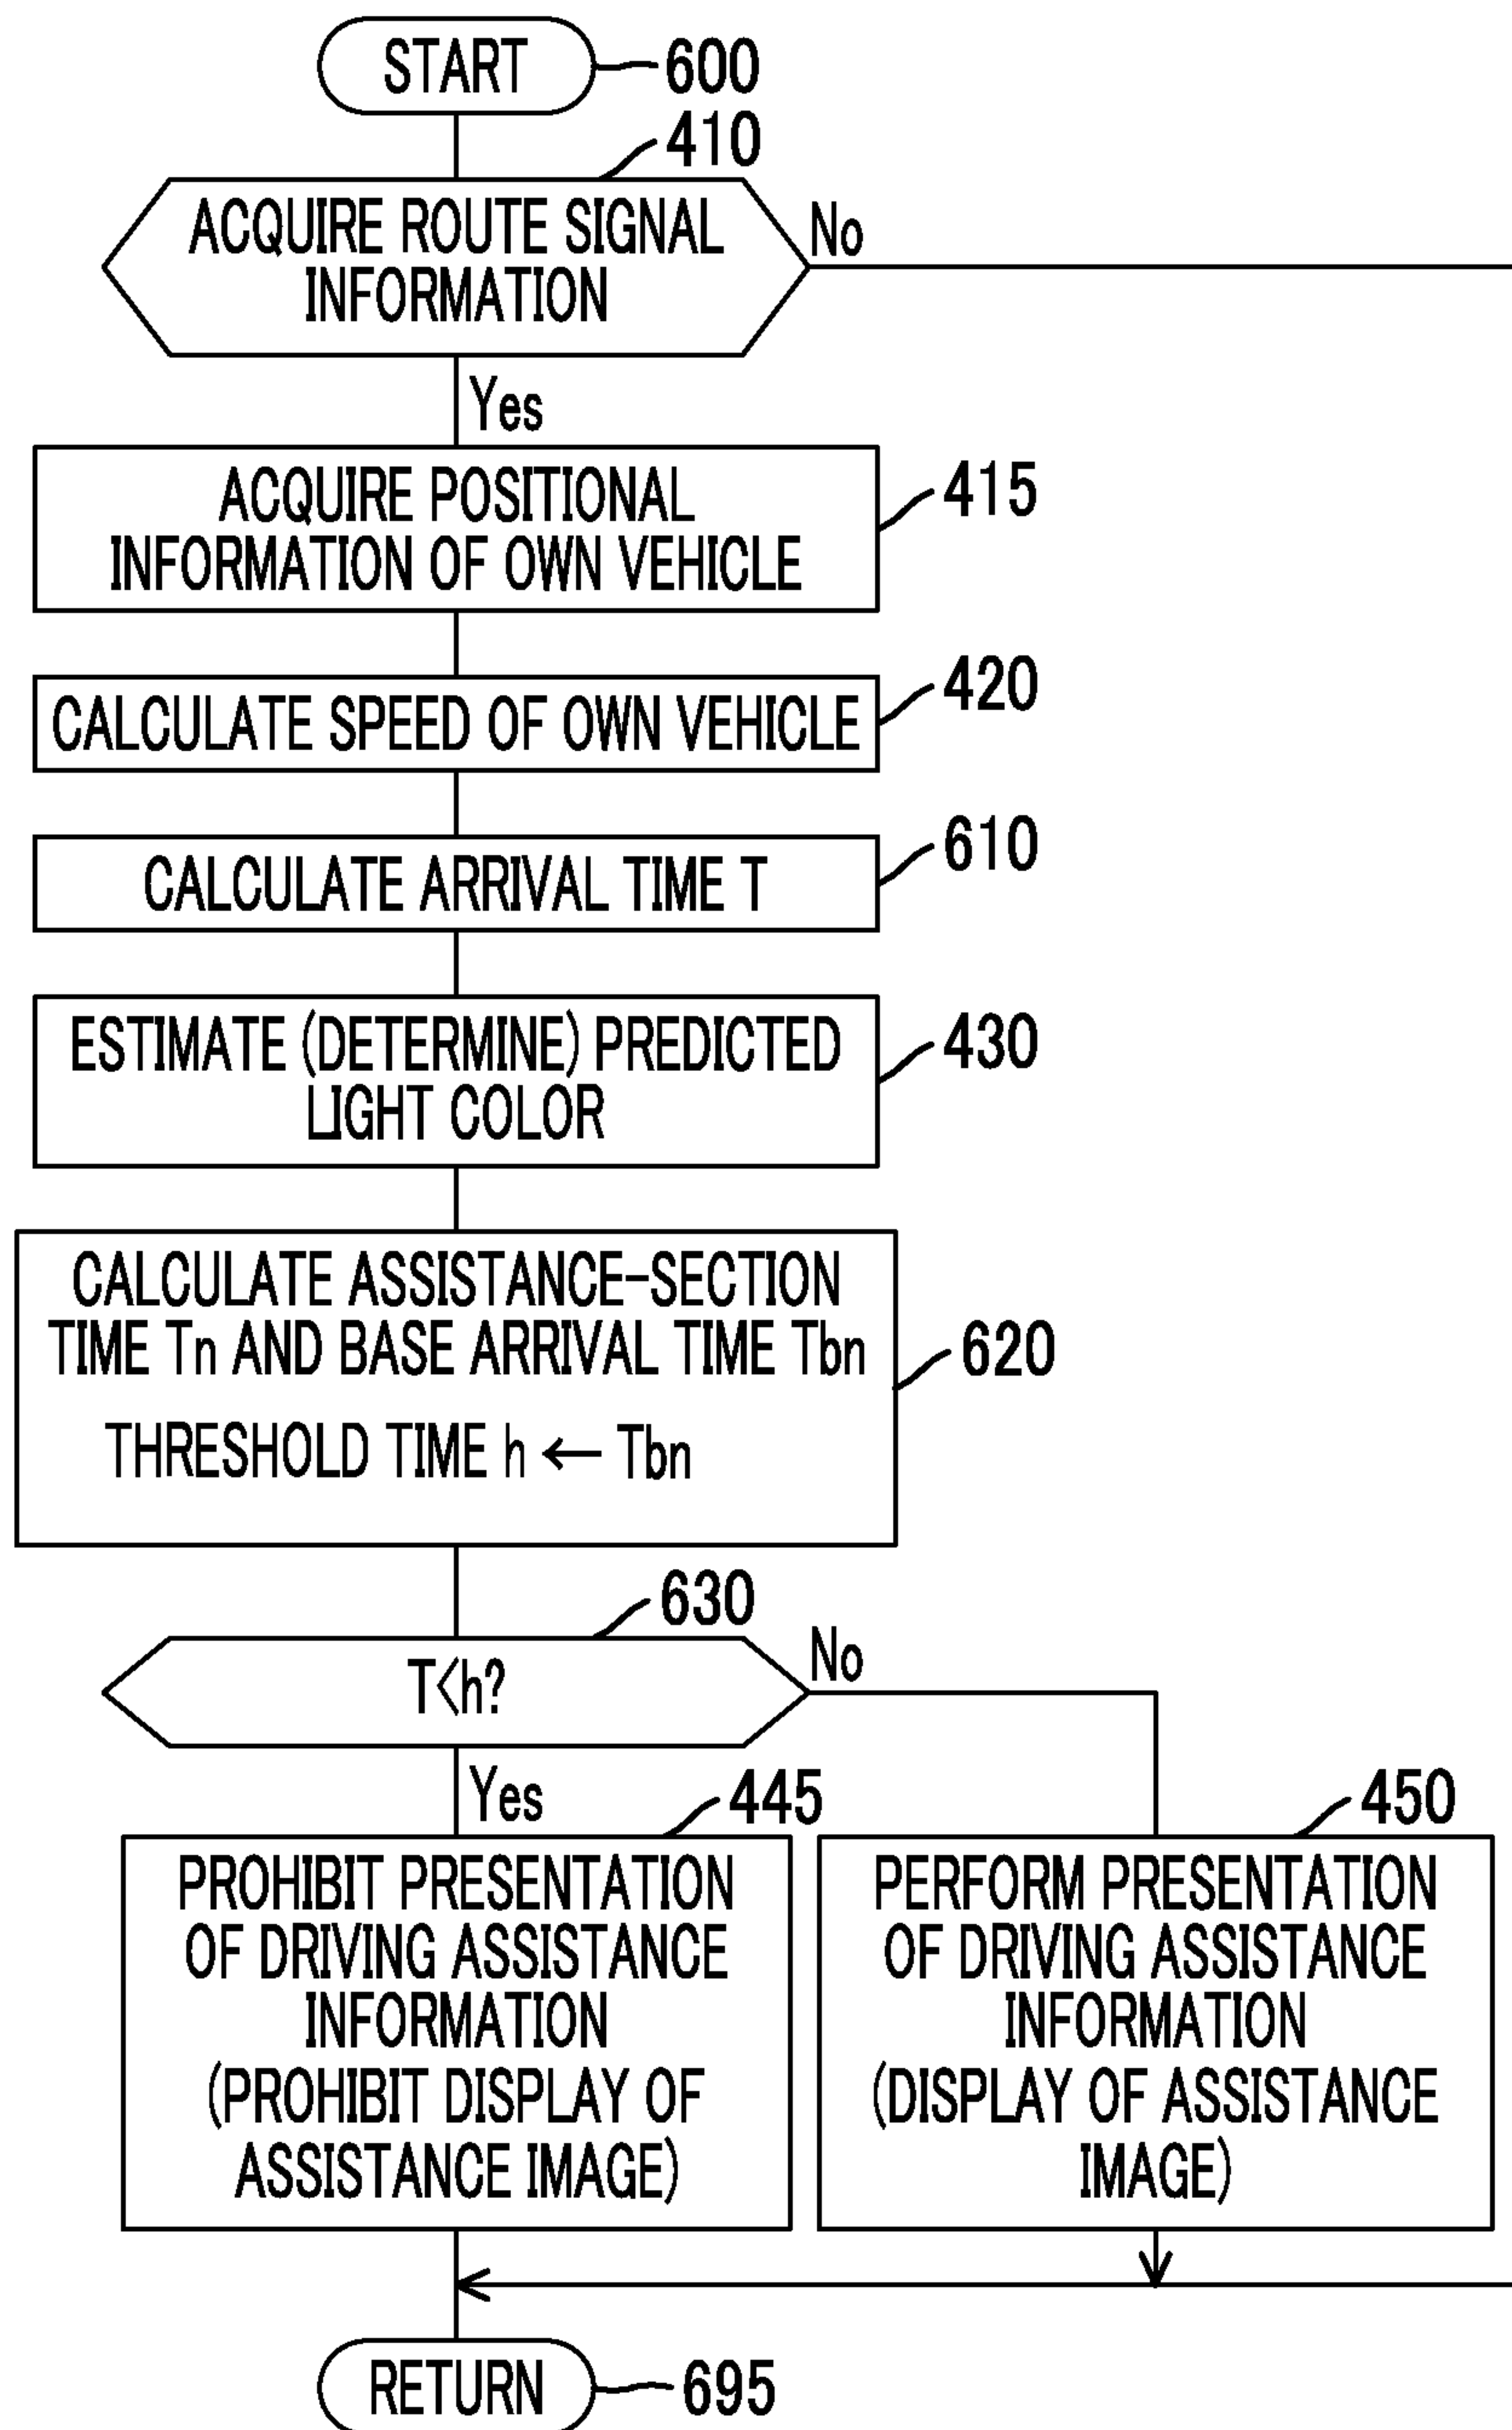 START
600
410
ACQUIRE ROUTE SIGNAL
INFORMATION
No
Yes
ACQUIRE POSITIONAL
INFORMATION OF OWN VEHICLE
415
CALCULATE SPEED OF OWN VEHICLE
420
CALCULATE ARRIVAL TIME T
610
ESTIMATE (DETERMINE) PREDICTED
LIGHT COLOR
430
CALCULATE ASSISTANCE-SECTION
TIME Tn AND BASE ARRIVAL TIME Tbn
THRESHOLD TIME h ← Tbn
620
630
T<h?
No
Yes
445
PROHIBIT PRESENTATION
OF DRIVING ASSISTANCE
INFORMATION
(PROHIBIT DISPLAY OF
ASSISTANCE IMAGE)
450
PERFORM PRESENTATION
OF DRIVING ASSISTANCE
INFORMATION
(DISPLAY OF ASSISTANCE
IMAGE)
RETURN
695